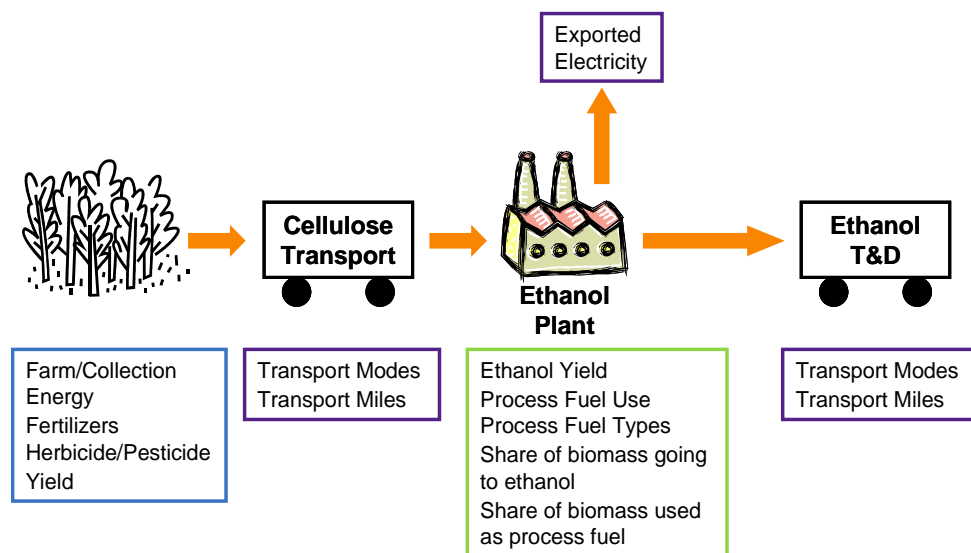 Exported
Electricity
Cellulose
Transport
Ethanol
Plant
Ethanol
T&D
Farm/Collection
Energy
Fertilizers
Herbicide/Pesticide
Yield
Transport Modes
Transport Miles
Ethanol Yield
Process Fuel Use
Process Fuel Types
Share of biomass going
to ethanol
Share of biomass used
as process fuel
Transport Modes
Transport Miles